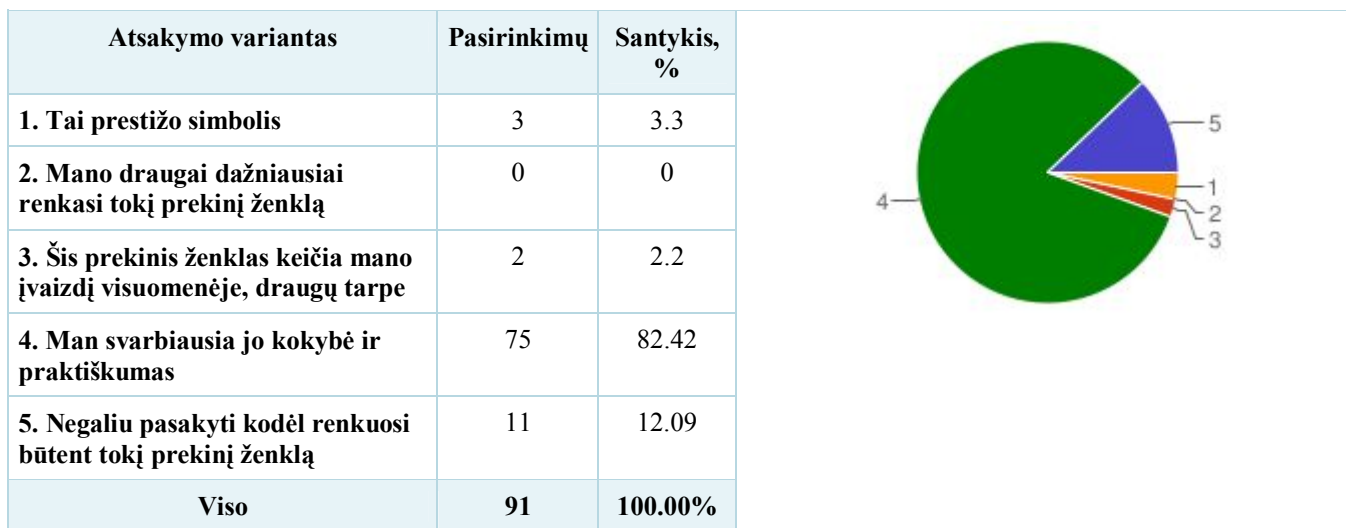 Atsakymo variantas Pasirinkimų Santykis,
%
1. Tai prestižo simbolis 3 3.3
2. Mano draugai dažniausiai
renkasi tokį prekinį ženklą 0 0
3. Šis prekinis ženklas keičia mano
įvaizdį visuomenėje, draugų tarpe 2 2.2
4. Man svarbiausia jo kokybė ir
praktiškumas 75 82.42
5. Negaliu pasakyti kodėl renkuosi
būtent tokį prekinį ženklą 11 12.09
Viso 91 100.00%
5
1
2
3
4